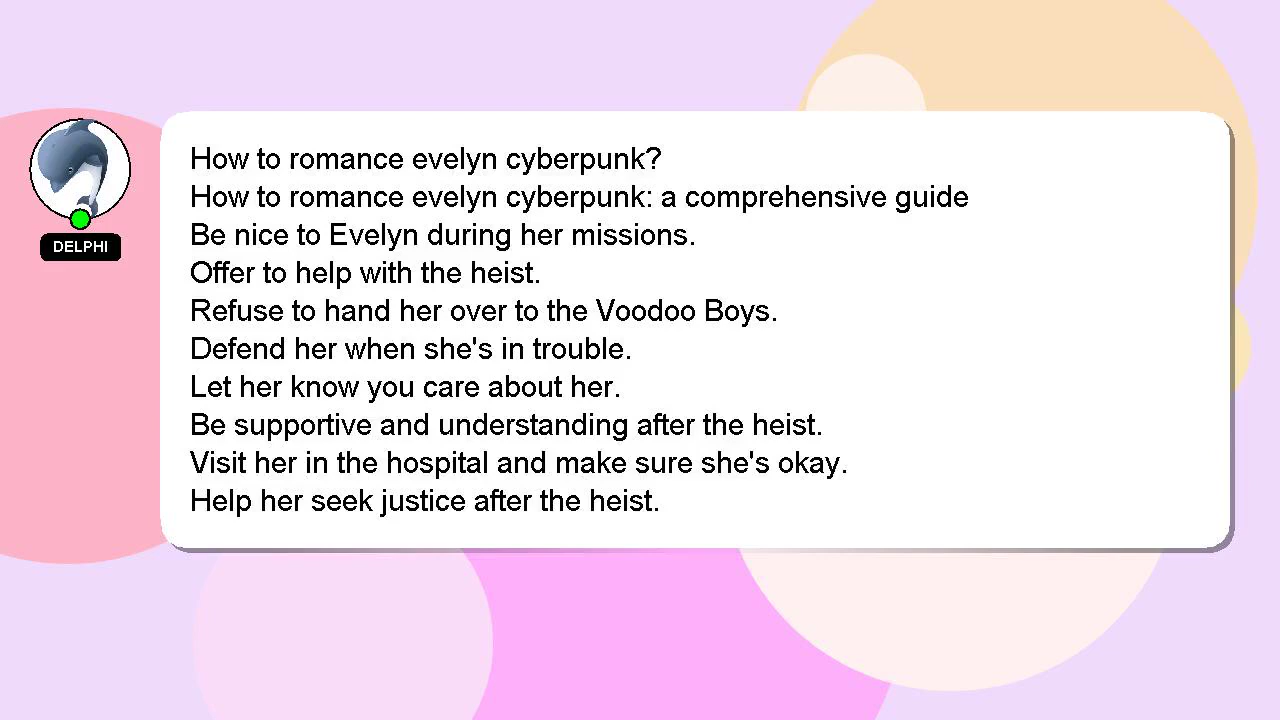 DELPHI
How to romance evelyn cyberpunk?
How to romance evelyn cyberpunk: a comprehensive guide
Be nice to Evelyn during her missions.
Offer to help with the heist.
Refuse to hand her over to the Voodoo Boys.
Defend her when she's in trouble.
Let her know you care about her.
Be supportive and understanding after the heist.
Visit her in the hospital and make sure she's okay.
Help her seek justice after the heist.